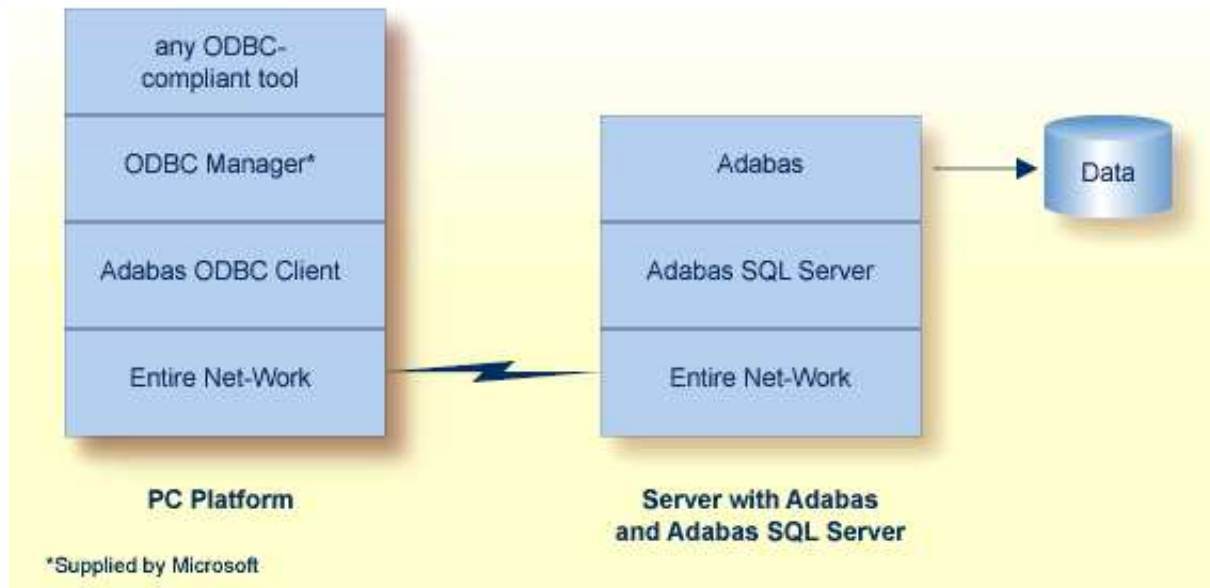 any ODBC-
compliant tool
ODBC Manager*
Adabas ODBC Client
Entire Net-Work
PC Platform
*Supplied by Microsoft
Adabas
Adabas SQL Server
Entire Net-Work
Server with Adabas
and Adabas SQL Server
Data